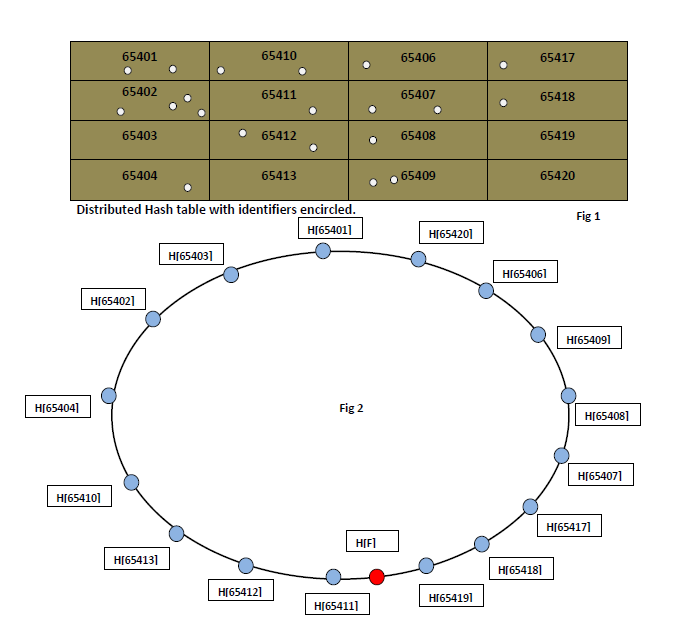 65401 65410 65406 65417
65402 65411 65407 65418
65403 65412 65408 65419
65404 65413 65409 65420
Distributed Hash table with identifiers encircled.
Fig 1
H[65401]
H[65420]
H[65403]
H[65406]
H[65402]
H[65409]
Fig 2
H[65404]
H[65408]
H[65407]
H[65410]
H[65417]
H[F]
H[65413]
H[65418]
H[65412]
H[65419]
H[65411]